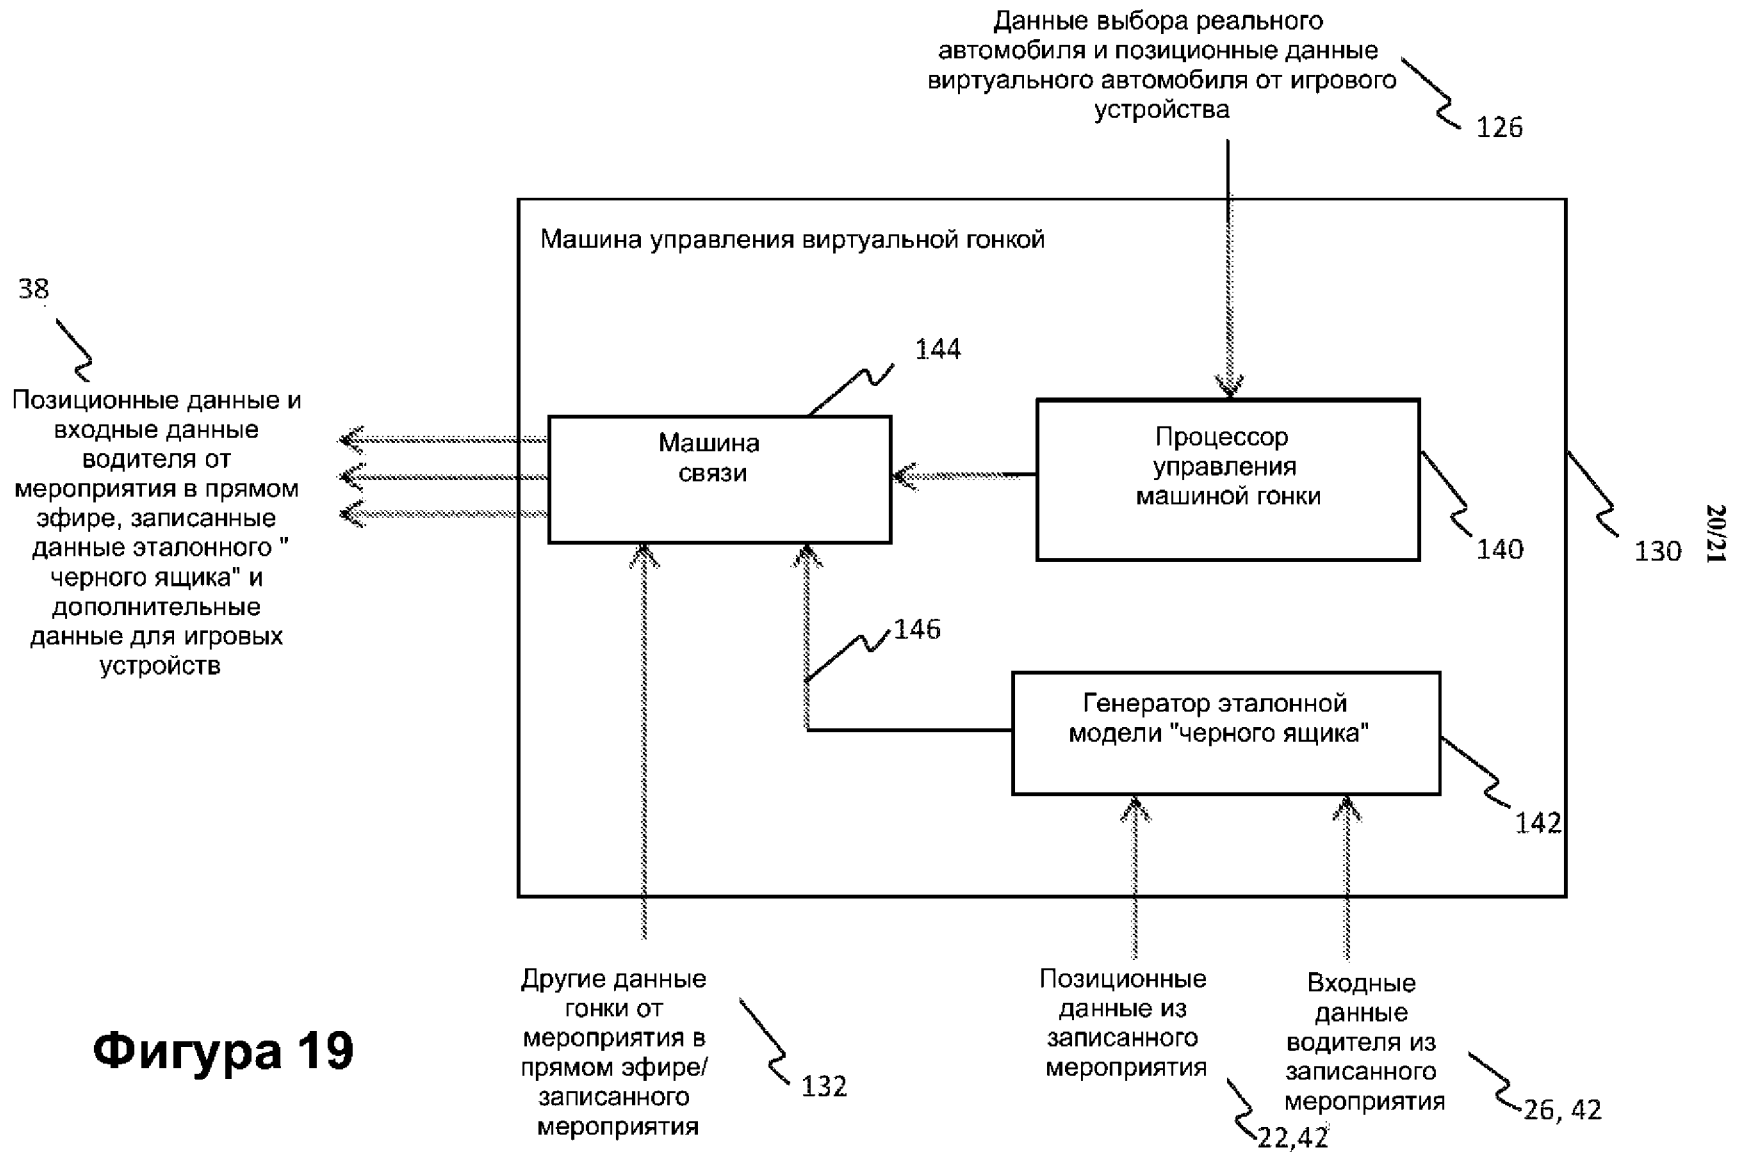 Данные выбора реального
автомобиля и позиционные данные
виртуального автомобиля от игрового
устройства
126
Машина управления виртуальной гонкой
38
Позиционные данные и
входные данные
водителя от
мероприятия в прямом
эфире, записанные
данные эталонного "
черного ящика" и
дополнительные
данные для игровых
устройств
144
Машина
связи
Процессор
управления
машиной гонки
140
130
20/21
146
Генератор эталонной
модели "черного ящика"
142
Другие данные
гонки от
мероприятия в
прямом эфире/
записанного
мероприятия
132
Позиционные
данные из
записанного
мероприятия
22,42
Входные
данные
водителя из
записанного
мероприятия
26, 42
Фигура 19